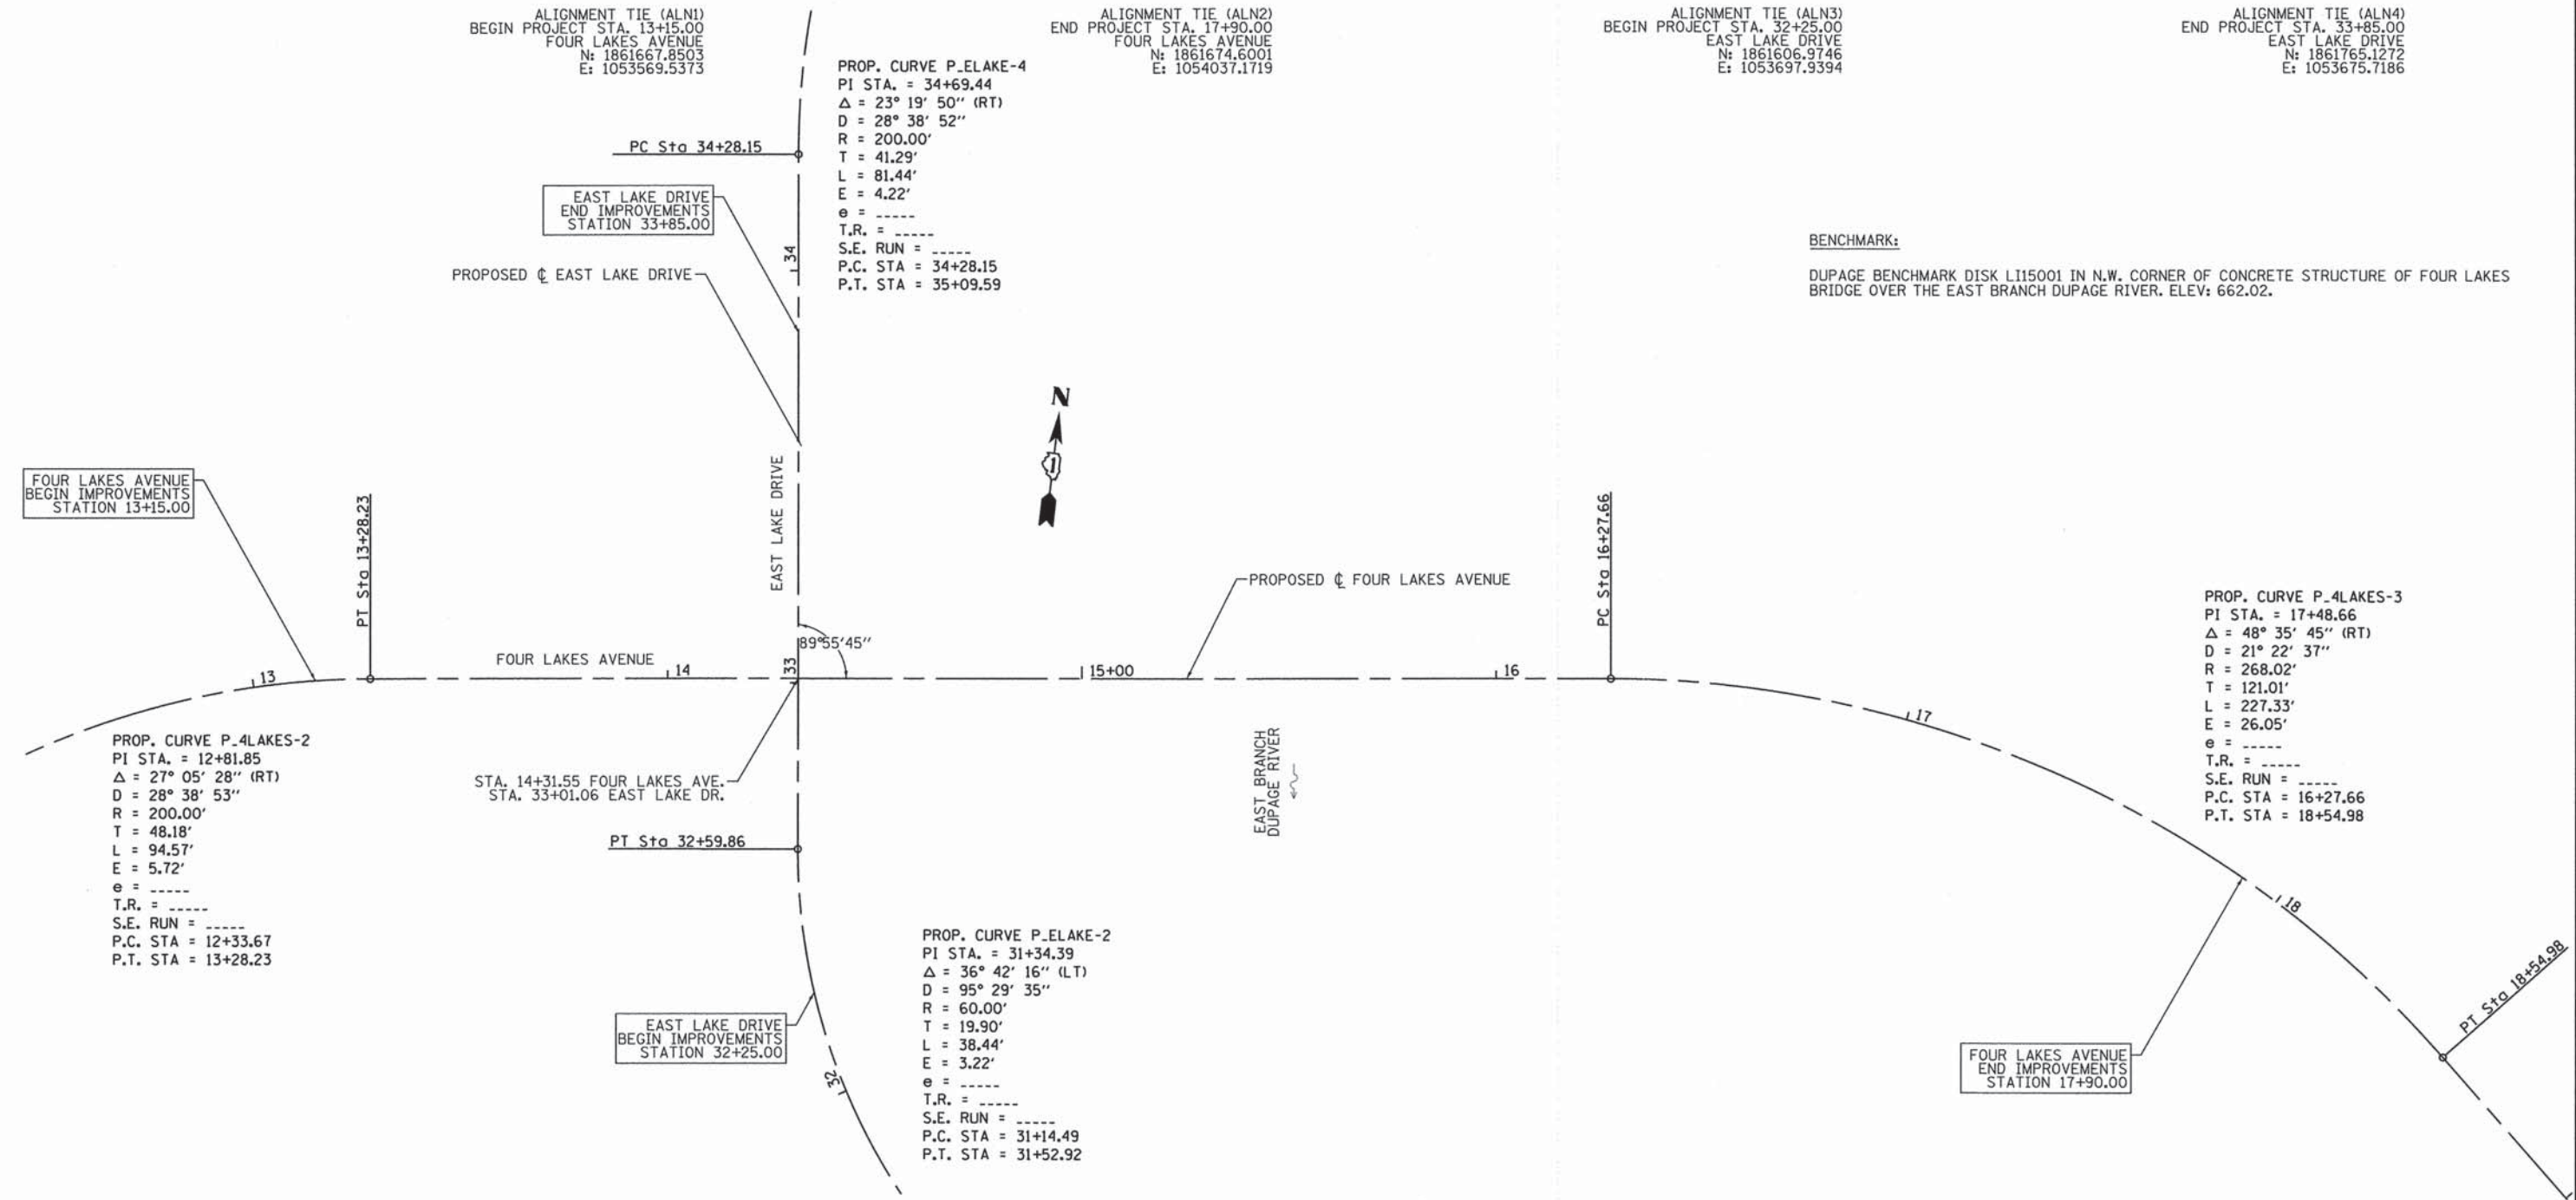 ALIGNMENT TIE (ALN1)
BEGIN PROJECT STA. 13+15.00
FOUR LAKES AVENUE
N: 1861667.8503
E: 1053569.5373
ALIGNMENT TIE (ALN2)
END PROJECT STA. 17+90.00
FOUR LAKES AVENUE
N: 1861674.6001
E: 1054037.1719
ALIGNMENT TIE (ALN3)
BEGIN PROJECT STA. 32+25.00
EAST LAKE DRIVE
N: 1861606.9746
E: 1053697.9394
ALIGNMENT TIE (ALN4)
END PROJECT STA. 33+85.00
EAST LAKE DRIVE
N: 1861765.1272
E: 1053675.7186
PROP. CURVE P_ELAKE-4
PI STA. = 34+69.44
Δ = 23° 19' 50" (RT)
D = 28° 38' 52"
R = 200.00'
T = 41.29'
L = 81.44'
E = 4.22'
e = -----
T.R. = -----
S.E. RUN = -----
P.C. STA = 34+28.15
P.T. STA = 35+09.59
PC Sta 34+28.15
EAST LAKE DRIVE
END IMPROVEMENTS
STATION 33+85.00
34
PROPOSED ℄ EAST LAKE DRIVE
BENCHMARK:
DUPAGE BENCHMARK DISK LI15001 IN N.W. CORNER OF CONCRETE STRUCTURE OF FOUR LAKES
BRIDGE OVER THE EAST BRANCH DUPAGE RIVER. ELEV: 662.02.
N
FOUR LAKES AVENUE
BEGIN IMPROVEMENTS
STATION 13+15.00
PT Sta 13+28.23
EAST LAKE DRIVE
PC Sta 16+27.66
PROPOSED ℄ FOUR LAKES AVENUE
89°55'45"
13
FOUR LAKES AVENUE
14
33
15+00
16
17
18
PROP. CURVE P_4LAKES-3
PI STA. = 17+48.66
Δ = 48° 35' 45" (RT)
D = 21° 22' 37"
R = 268.02'
T = 121.01'
L = 227.33'
E = 26.05'
e = -----
T.R. = -----
S.E. RUN = -----
P.C. STA = 16+27.66
P.T. STA = 18+54.98
PROP. CURVE P_4LAKES-2
PI STA. = 12+81.85
Δ = 27° 05' 28" (RT)
D = 28° 38' 53"
R = 200.00'
T = 48.18'
L = 94.57'
E = 5.72'
e = -----
T.R. = -----
S.E. RUN = -----
P.C. STA = 12+33.67
P.T. STA = 13+28.23
STA. 14+31.55 FOUR LAKES AVE.
STA. 33+01.06 EAST LAKE DR.
EAST BRANCH
DUPAGE RIVER
PT Sta 32+59.86
PROP. CURVE P_ELAKE-2
PI STA. = 31+34.39
Δ = 36° 42' 16" (LT)
D = 95° 29' 35"
R = 60.00'
T = 19.90'
L = 38.44'
E = 3.22'
e = -----
T.R. = -----
S.E. RUN = -----
P.C. STA = 31+14.49
P.T. STA = 31+52.92
EAST LAKE DRIVE
BEGIN IMPROVEMENTS
STATION 32+25.00
32
FOUR LAKES AVENUE
END IMPROVEMENTS
STATION 17+90.00
PT Sta 18+54.98